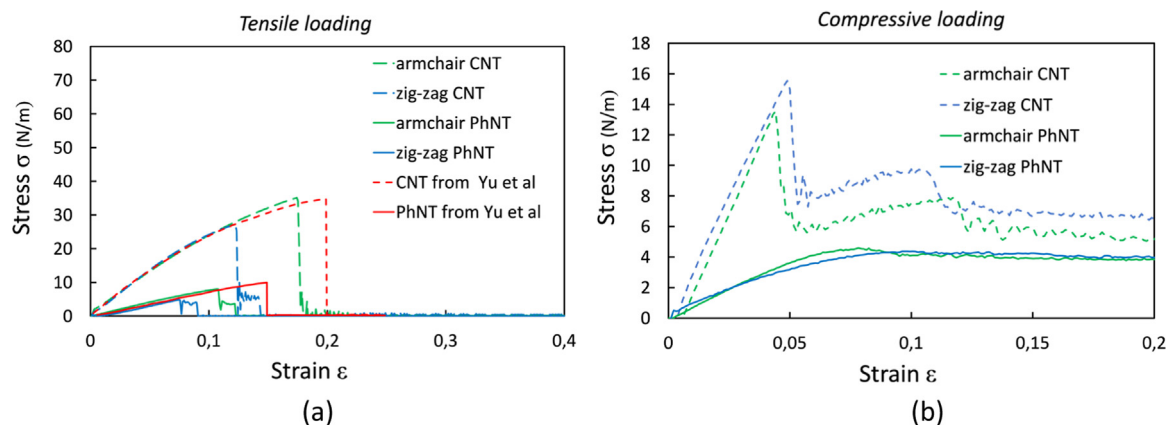 Tensile loading
80
70
60
50
40
30
20
10
0
Stress σ (N/m)
armchair CNT
zig-zag CNT
armchair PhNT
zig-zag PhNT
CNT from Yu et al
PhNT from Yu et al
0 0,1 0,2 0,3 0,4
Strain ε
(a)
Compressive loading
18
16
14
12
10
8
6
4
2
0
Stress σ (N/m)
armchair CNT
zig-zag CNT
armchair PhNT
zig-zag PhNT
0 0,05 0,1 0,15 0,2
Strain ε
(b)